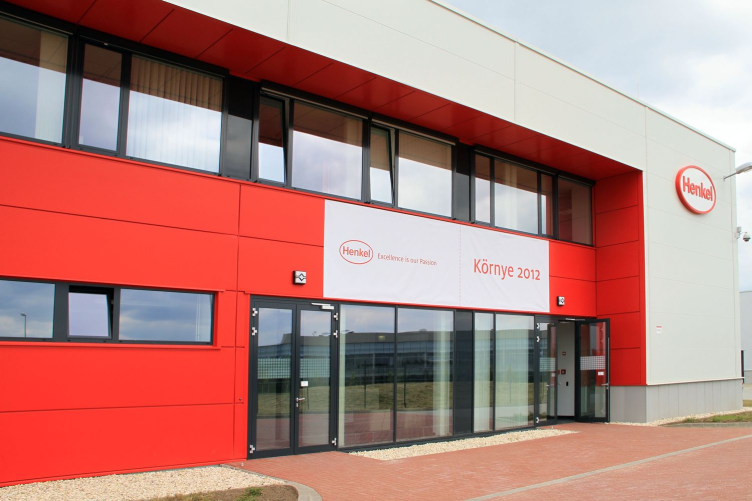 Henkel
Excellence is our Passion
Környe 2012
Henkel